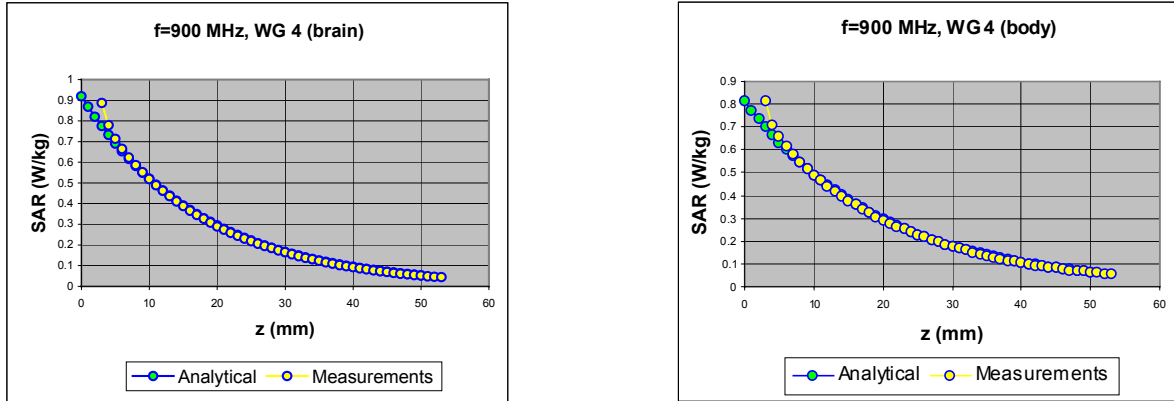 f=900 MHz, WG 4 (brain)
SAR (W/kg)
1
0.9
0.8
0.7
0.6
0.5
0.4
0.3
0.2
0.1
0
0 10 20 30 40 50 60
z (mm)
Analytical Measurements
f=900 MHz, WG 4 (body)
SAR (W/kg)
0.9
0.8
0.7
0.6
0.5
0.4
0.3
0.2
0.1
0
0 10 20 30 40 50 60
z (mm)
Analytical Measurements